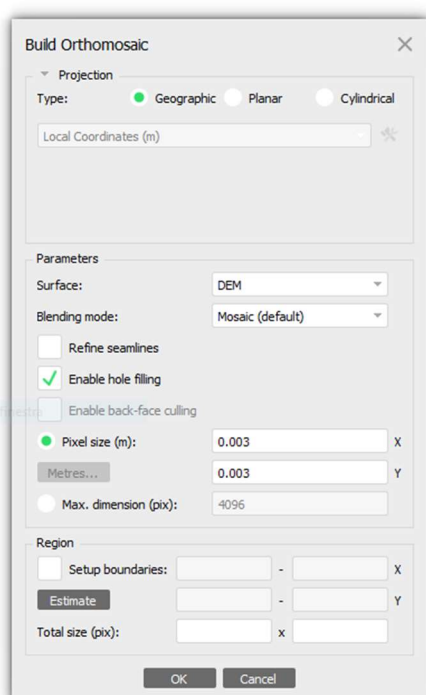 Build Orthomosaic
Projection
Type: Geographic Planar Cylindrical
Local Coordinates (m)
Parameters
Surface: DEM
Blending mode: Mosaic (default)
Refine seamlines
Enable hole filling
Enable back-face culling
Pixel size (m): 0.003 X
Metres... 0.003 Y
Max. dimension (pix): 4096
Region
Setup boundaries: - X
Estimate - Y
Total size (pix): x
OK Cancel